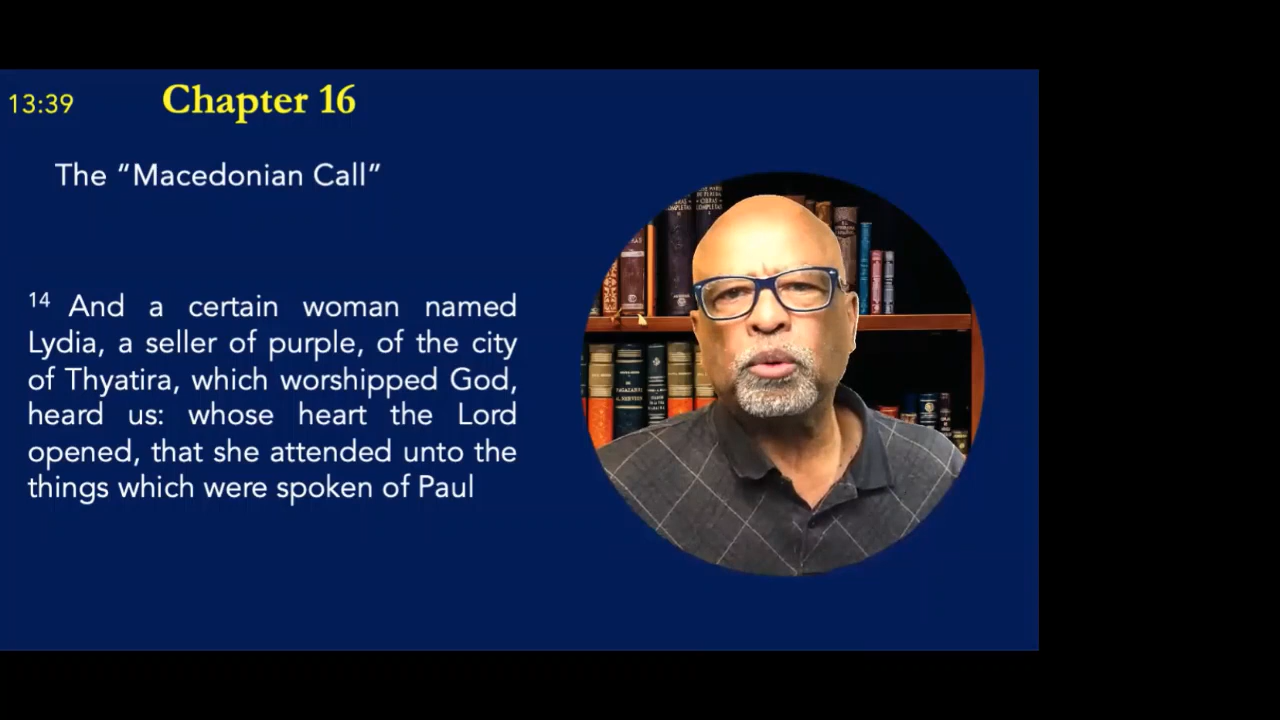 13:39 Chapter 16
The “Macedonian Call”
14 And a certain woman named
Lydia, a seller of purple, of the city
of Thyatira, which worshipped God,
heard us: whose heart the Lord
opened, that she attended unto the
things which were spoken of Paul